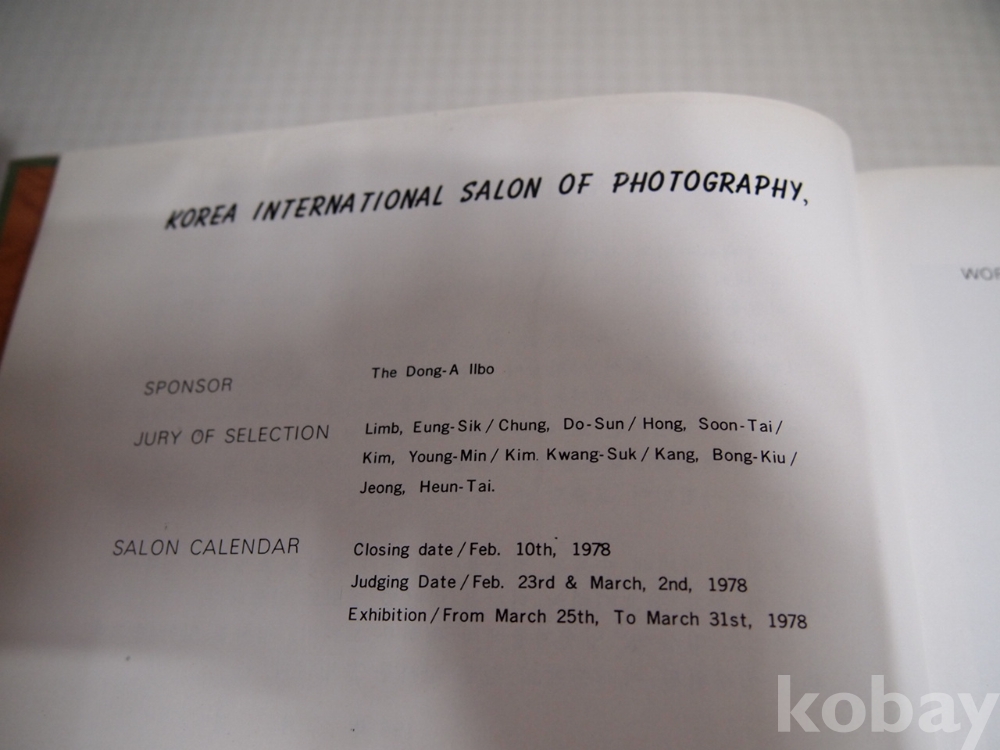 KOREA INTERNATIONAL SALON OF PHOTOGRAPHY,
SPONSOR The Dong-A Ilbo
JURY OF SELECTION Limb, Eung-Sik / Chung, Do-Sun / Hong, Soon-Tai /
Kim, Young-Min / Kim. Kwang-Suk / Kang, Bong-Kiu /
Jeong, Heun-Tai.
SALON CALENDAR Closing date / Feb. 10th, 1978
Judging Date / Feb. 23rd & March, 2nd, 1978
Exhibition / From March 25th, To March 31st, 1978
kobay